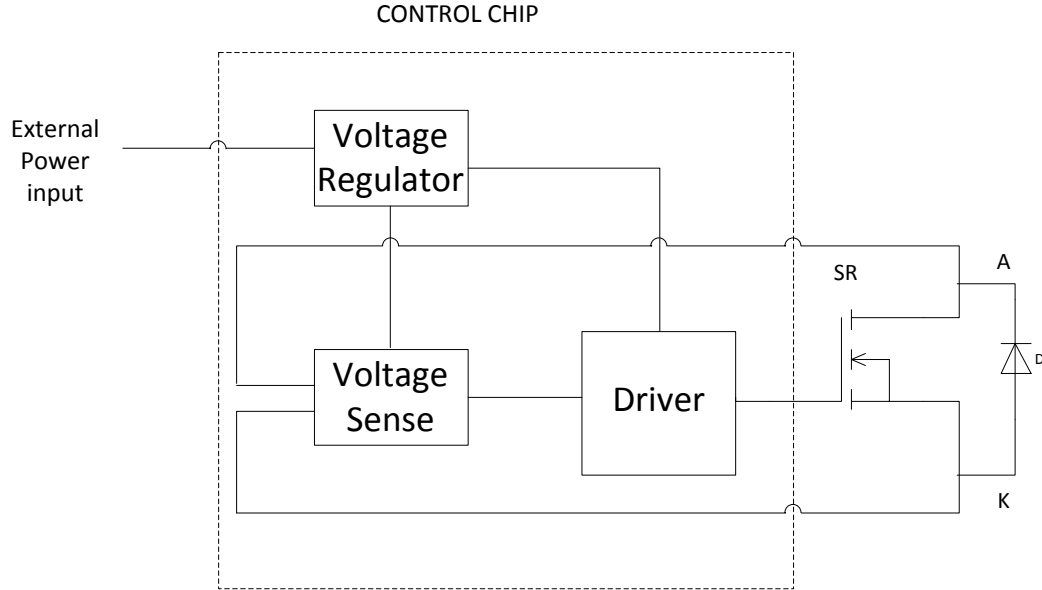 CONTROL CHIP
External
Power
input
Voltage
Regulator
A
SR
D
Voltage
Sense
Driver
K